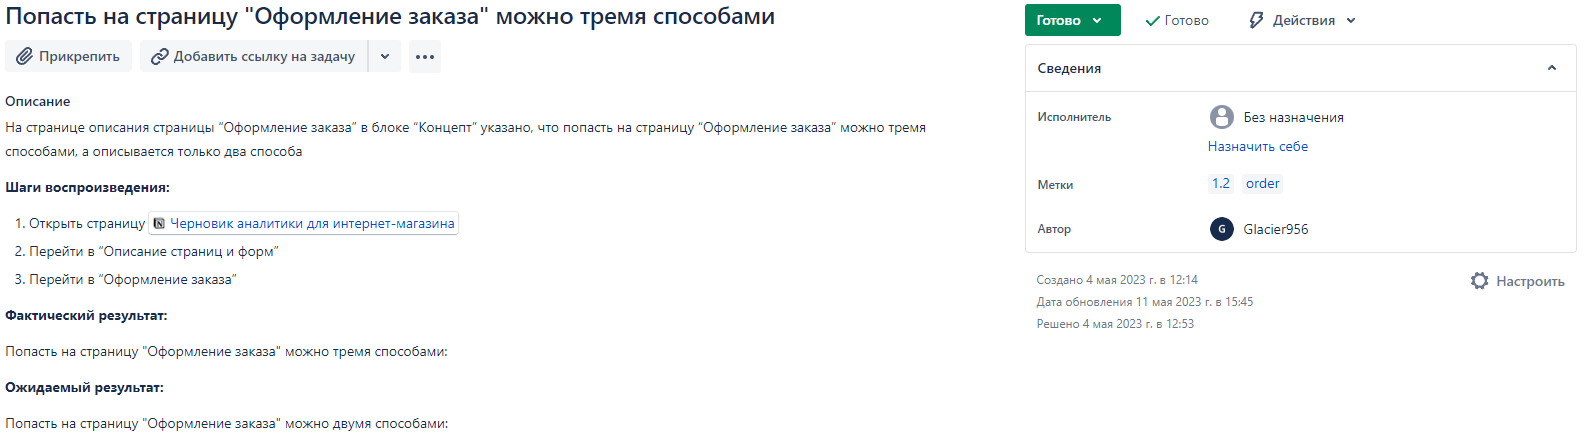 Попасть на страницу "Оформление заказа" можно тремя способами
Прикрепить
Добавить ссылку на задачу
Описание
На странице описания страницы “Оформление заказа” в блоке “Концепт” указано, что попасть на страницу “Оформление заказа” можно тремя
способами, а описывается только два способа
Шаги воспроизведения:
1. Открыть страницу Черновик аналитики для интернет-магазина
2. Перейти в “Описание страниц и форм”
3. Перейти в “Оформление заказа”
Фактический результат:
Попасть на страницу "Оформление заказа" можно тремя способами:
Ожидаемый результат:
Попасть на страницу "Оформление заказа" можно двумя способами:
Готово
Готово
Действия
Сведения
Исполнитель
Без назначения
Назначить себе
Метки
1.2 order
Автор
G Glacier956
Создано 4 мая 2023 г. в 12:14
Дата обновления 11 мая 2023 г. в 15:45
Решено 4 мая 2023 г. в 12:53
Настроить